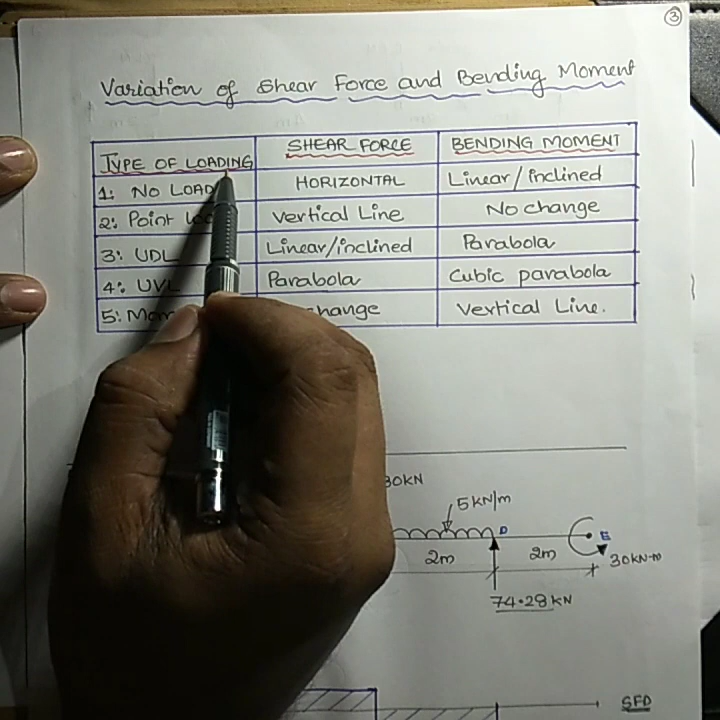 3
Variation of Shear Force and Bending Moment
TYPE OF LOADING SHEAR FORCE BENDING MOMENT
1: NO LOAD HORIZONTAL Linear/inclined
2: Point Vertical Line No change
3: UDL Linear/inclined Parabola
4: UVL Parabola Cubic parabola
5: change Vertical Line.
30KN
5KN/m
D E
2m 2m 30KN-m
74.28KN
SFD